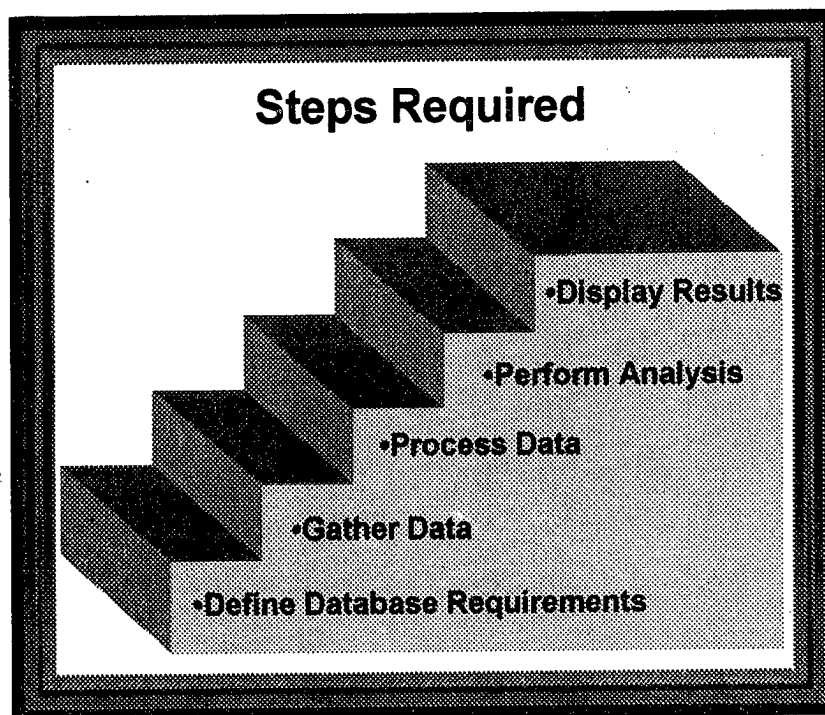 Steps Required
•Display Results
•Perform Analysis
•Process Data
•Gather Data
•Define Database Requirements